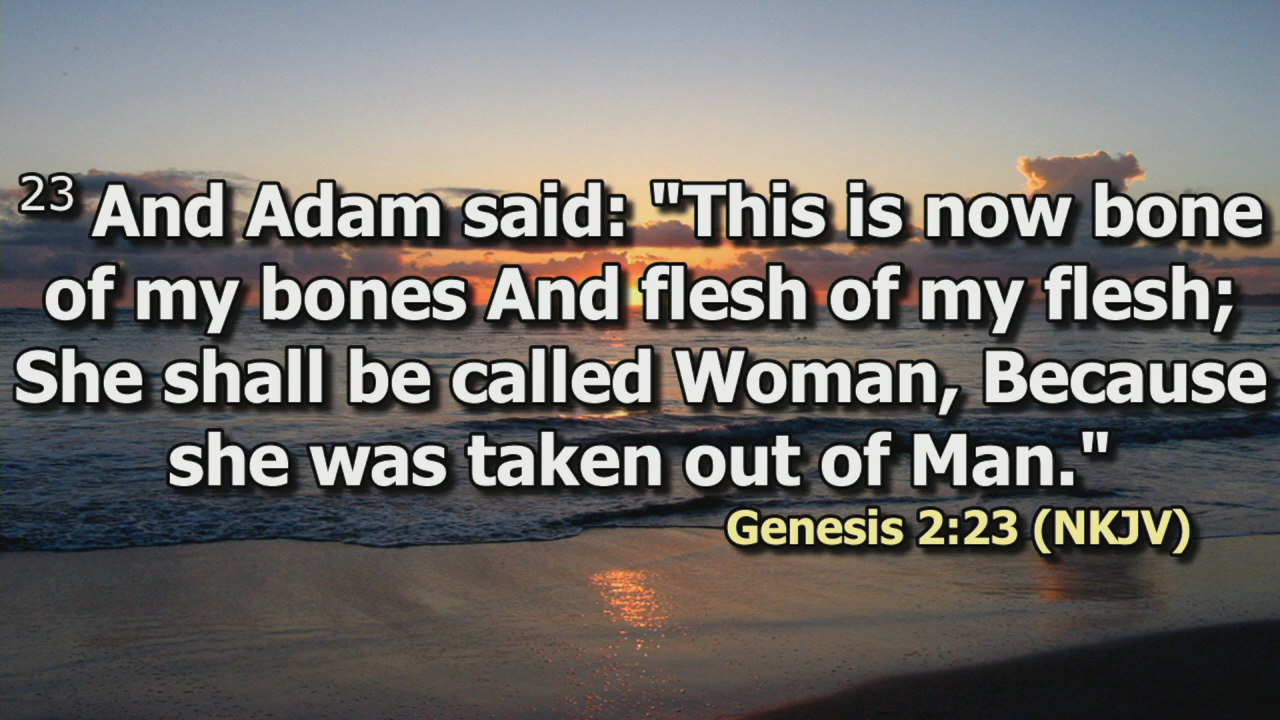 23 And Adam said: "This is now bone
of my bones And flesh of my flesh;
She shall be called Woman, Because
she was taken out of Man."
Genesis 2:23 (NKJV)